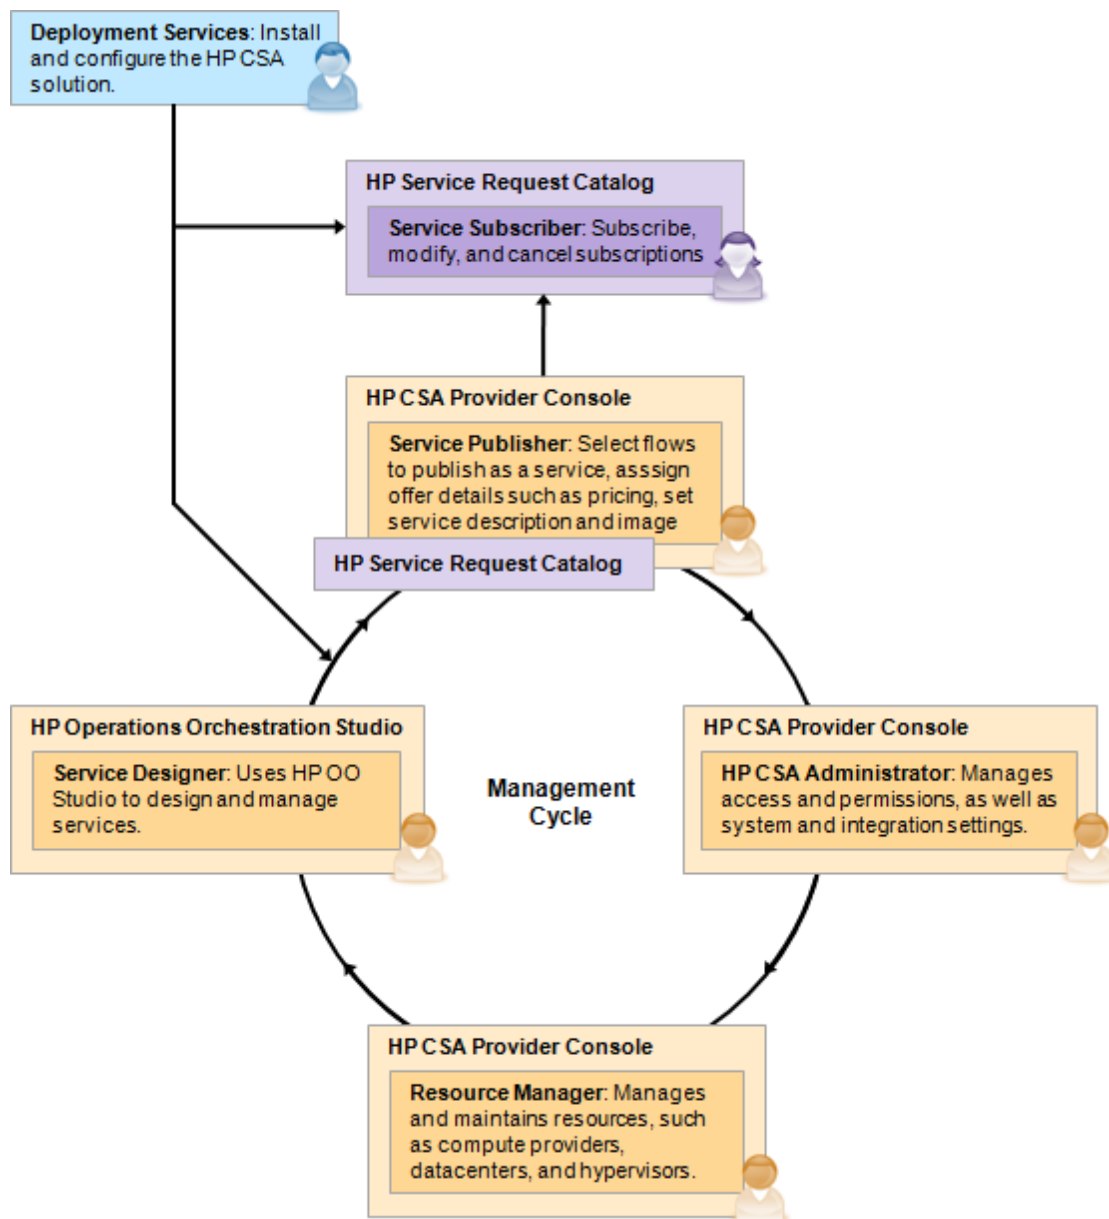 Deployment Services: Install
and configure the HP CSA
solution.
HP Service Request Catalog
Service Subscriber: Subscribe,
modify, and cancel subscriptions
HP CSA Provider Console
Service Publisher: Select flows
to publish as a service, asssign
offer details such as pricing, set
service description and image
HP Service Request Catalog
HP Operations Orchestration Studio
Service Designer: Uses HP OO
Studio to design and manage
services.
Management
Cycle
HP CSA Provider Console
HP CSA Administrator: Manages
access and permissions, as well as
system and integration settings.
HP CSA Provider Console
Resource Manager: Manages
and maintains resources, such
as compute providers,
datacenters, and hypervisors.